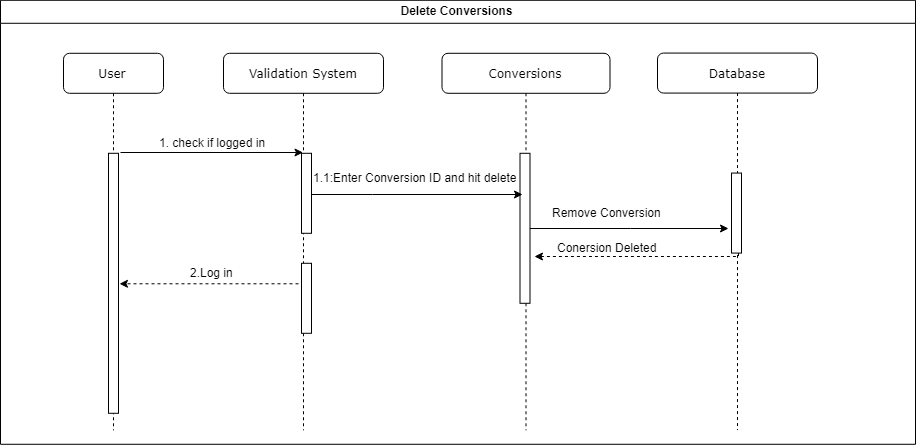 Delete Conversions
User
Validation System
Conversions
Database
1. check if logged in
1.1:Enter Conversion ID and hit delete
Remove Conversion
Conersion Deleted
2.Log in